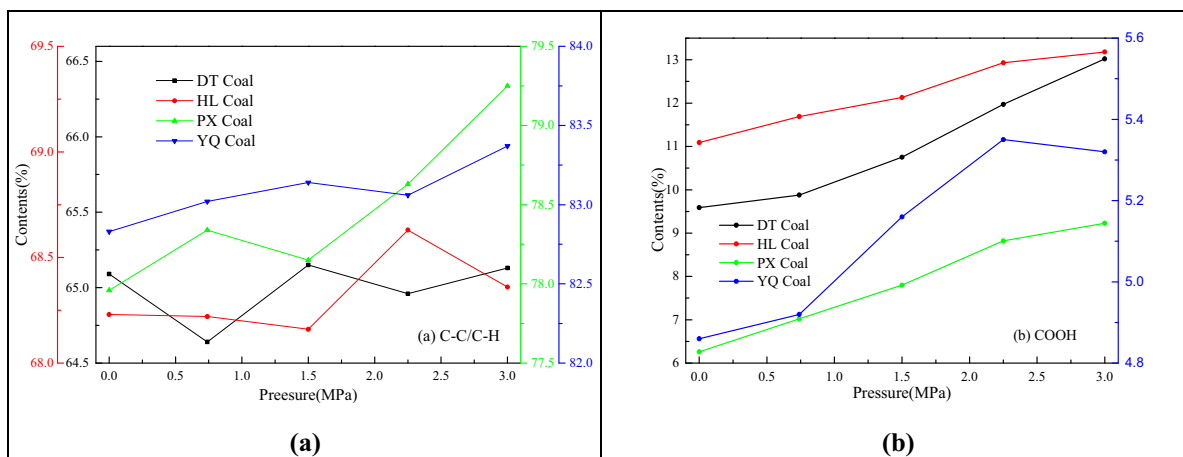 69.5
69.0
68.5
68.0
66.5
66.0
65.5
65.0
64.5
Contents(%)
DT Coal
HL Coal
PX Coal
YQ Coal
(a) C-C/C-H
79.5
79.0
78.5
78.0
77.5
84.0
83.5
83.0
82.5
82.0
0.0 0.5 1.0 1.5 2.0 2.5 3.0
Preesure(MPa)
(a)
13
12
11
10
9
8
7
6
Contents(%)
DT Coal
HL Coal
PX Coal
YQ Coal
(b) COOH
5.6
5.4
5.2
5.0
4.8
0.0 0.5 1.0 1.5 2.0 2.5 3.0
Pressure(MPa)
(b)